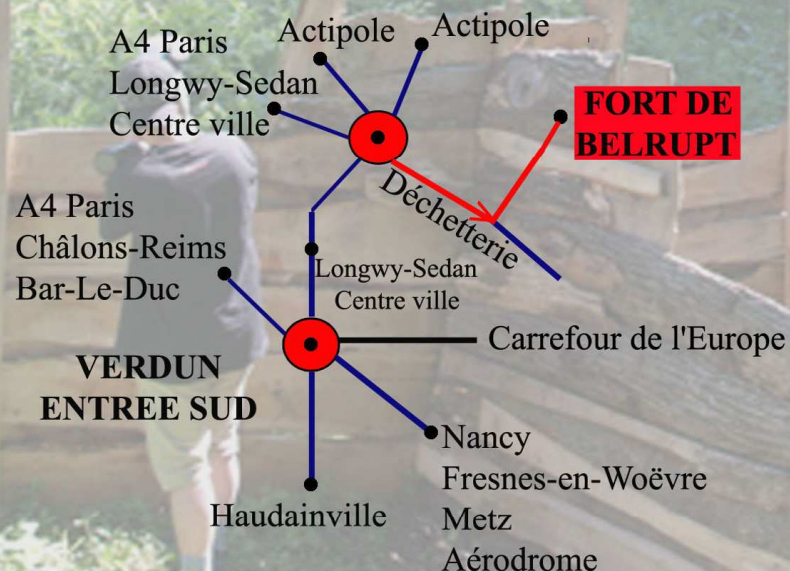 Actipole
Actipole
A4 Paris
Longwy-Sedan
Centre ville
FORT DE
BELRUPT
Déchetterie
A4 Paris
Châlons-Reims
Bar-Le-Duc
Longwy-Sedan
Centre ville
Carrefour de l'Europe
VERDUN
ENTREE SUD
Nancy
Fresnes-en-Woëvre
Metz
Aérodrome
Haudainville